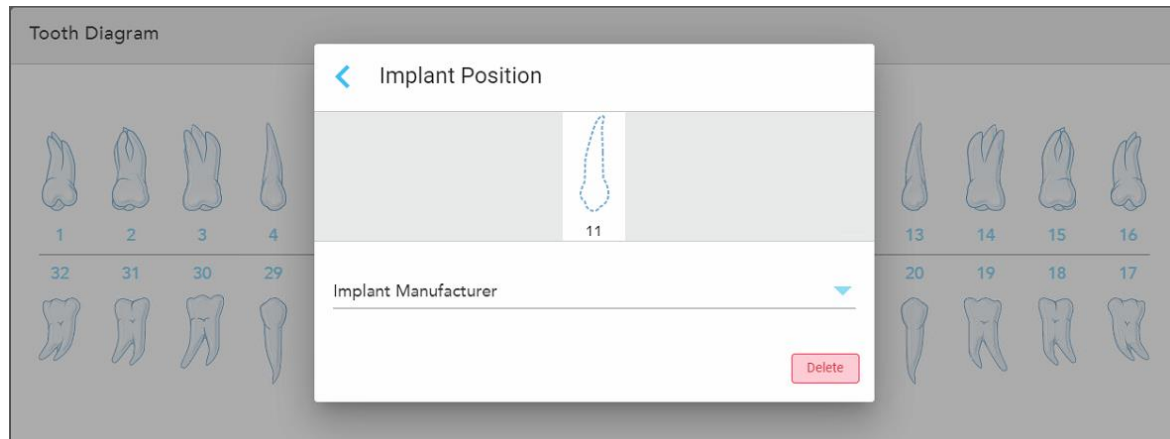 Tooth Diagram
Implant Position
11
1 2 3 4 13 14 15 16
32 31 30 29 20 19 18 17
Implant Manufacturer
Delete